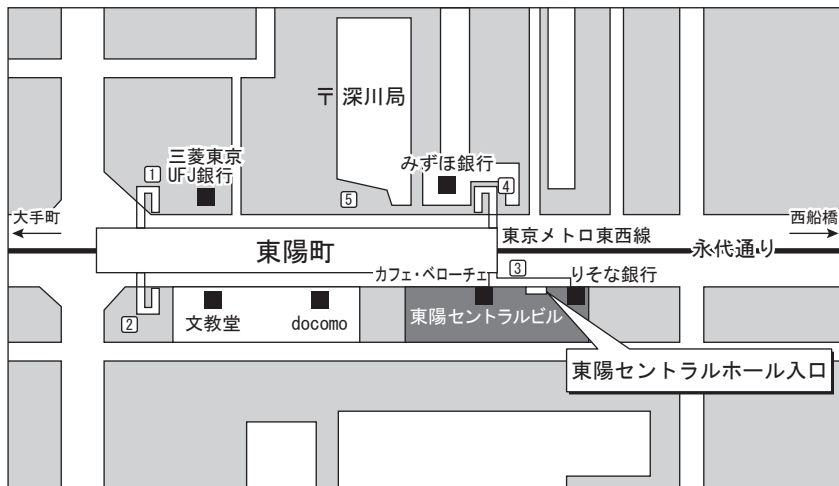 〒深川局
三菱東京
UFJ銀行
みずほ銀行
1
5
4
大手町
西船橋
東陽町
東京メトロ東西線
永代通り
カフェ・ベローチェ
3
りそな銀行
2
文教堂
docomo
東陽セントラルビル
東陽セントラルホール入口